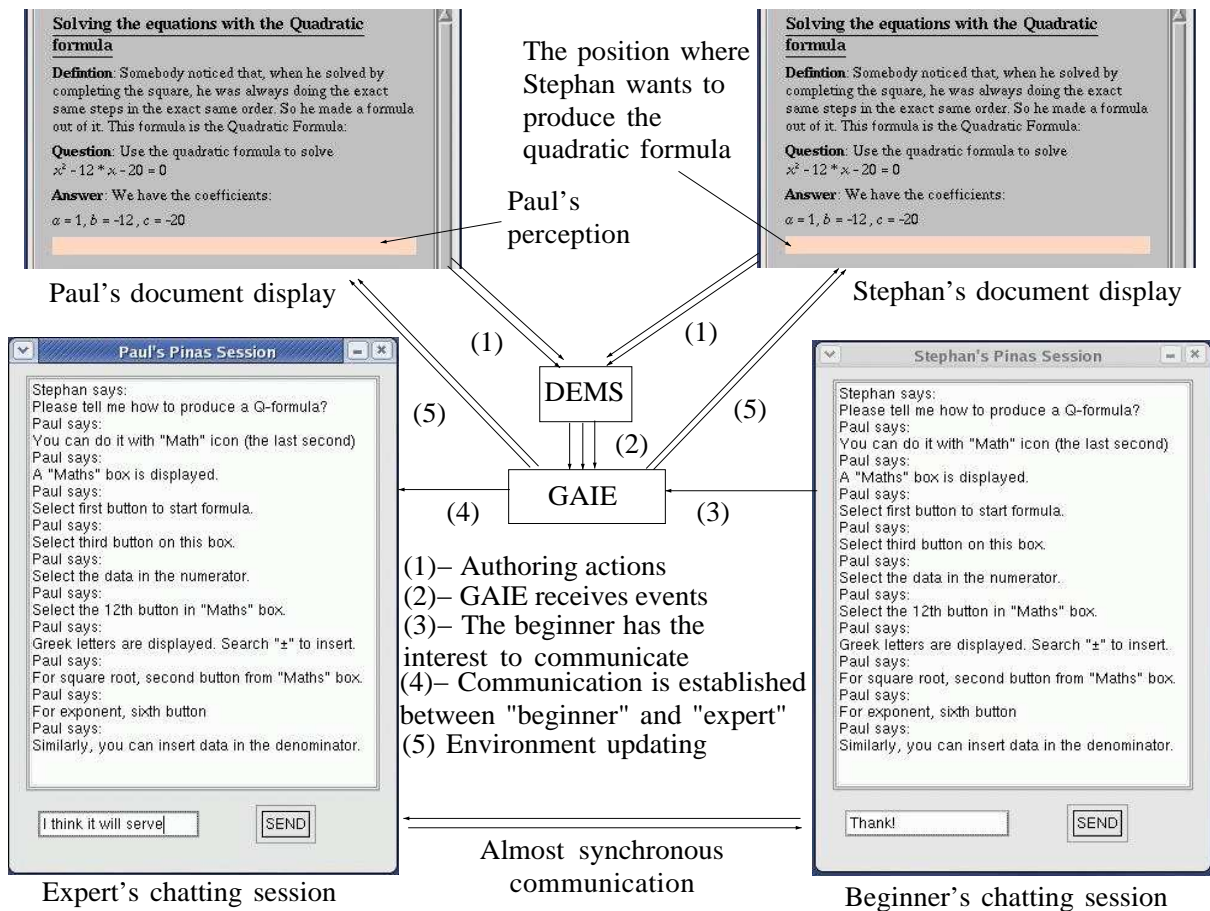 Solving the equations with the Quadratic
formula
Defintion: Somebody noticed that, when he solved by
completing the square, he was always doing the exact
same steps in the exact same order. So he made a formula
out of it. This formula is the Quadratic Formula:
Question: Use the quadratic formula to solve
x² - 12 * x - 20 = 0
Answer: We have the coefficients:
a = 1, b = -12 , c = -20
The position where
Stephan wants to
produce the
quadratic formula
Paul's
perception
Solving the equations with the Quadratic
formula
Defintion: Somebody noticed that, when he solved by
completing the square, he was always doing the exact
same steps in the exact same order. So he made a formula
out of it. This formula is the Quadratic Formula:
Question: Use the quadratic formula to solve
x² - 12 * x - 20 = 0
Answer: We have the coefficients:
a = 1, b = -12 , c = -20
Paul's document display
Stephan's document display
(1)
(1)
DEMS
(5)
(5)
(2)
GAIE
(4)
(3)
Paul's Pinas Session
Stephan says:
Please tell me how to produce a Q-formula?
Paul says:
You can do it with "Math" icon (the last second)
Paul says:
A "Maths" box is displayed.
Paul says:
Select first button to start formula.
Paul says:
Select third button on this box.
Paul says:
Select the data in the numerator.
Paul says:
Select the 12th button in "Maths" box.
Paul says:
Greek letters are displayed. Search "±" to insert.
Paul says:
For square root, second button from "Maths" box.
Paul says:
For exponent, sixth button
Paul says:
Similarly, you can insert data in the denominator.
I think it will serve
SEND
Expert's chatting session
(1)– Authoring actions
(2)– GAIE receives events
(3)– The beginner has the
interest to communicate
(4)– Communication is established
between "beginner" and "expert"
(5) Environment updating
Almost synchronous
communication
Stephan's Pinas Session
Stephan says:
Please tell me how to produce a Q-formula?
Paul says:
You can do it with "Math" icon (the last second)
Paul says:
A "Maths" box is displayed.
Paul says:
Select first button to start formula.
Paul says:
Select third button on this box.
Paul says:
Select the data in the numerator.
Paul says:
Select the 12th button in "Maths" box.
Paul says:
Greek letters are displayed. Search "±" to insert.
Paul says:
For square root, second button from "Maths" box.
Paul says:
For exponent, sixth button
Paul says:
Similarly, you can insert data in the denominator.
Thank!
SEND
Beginner's chatting session